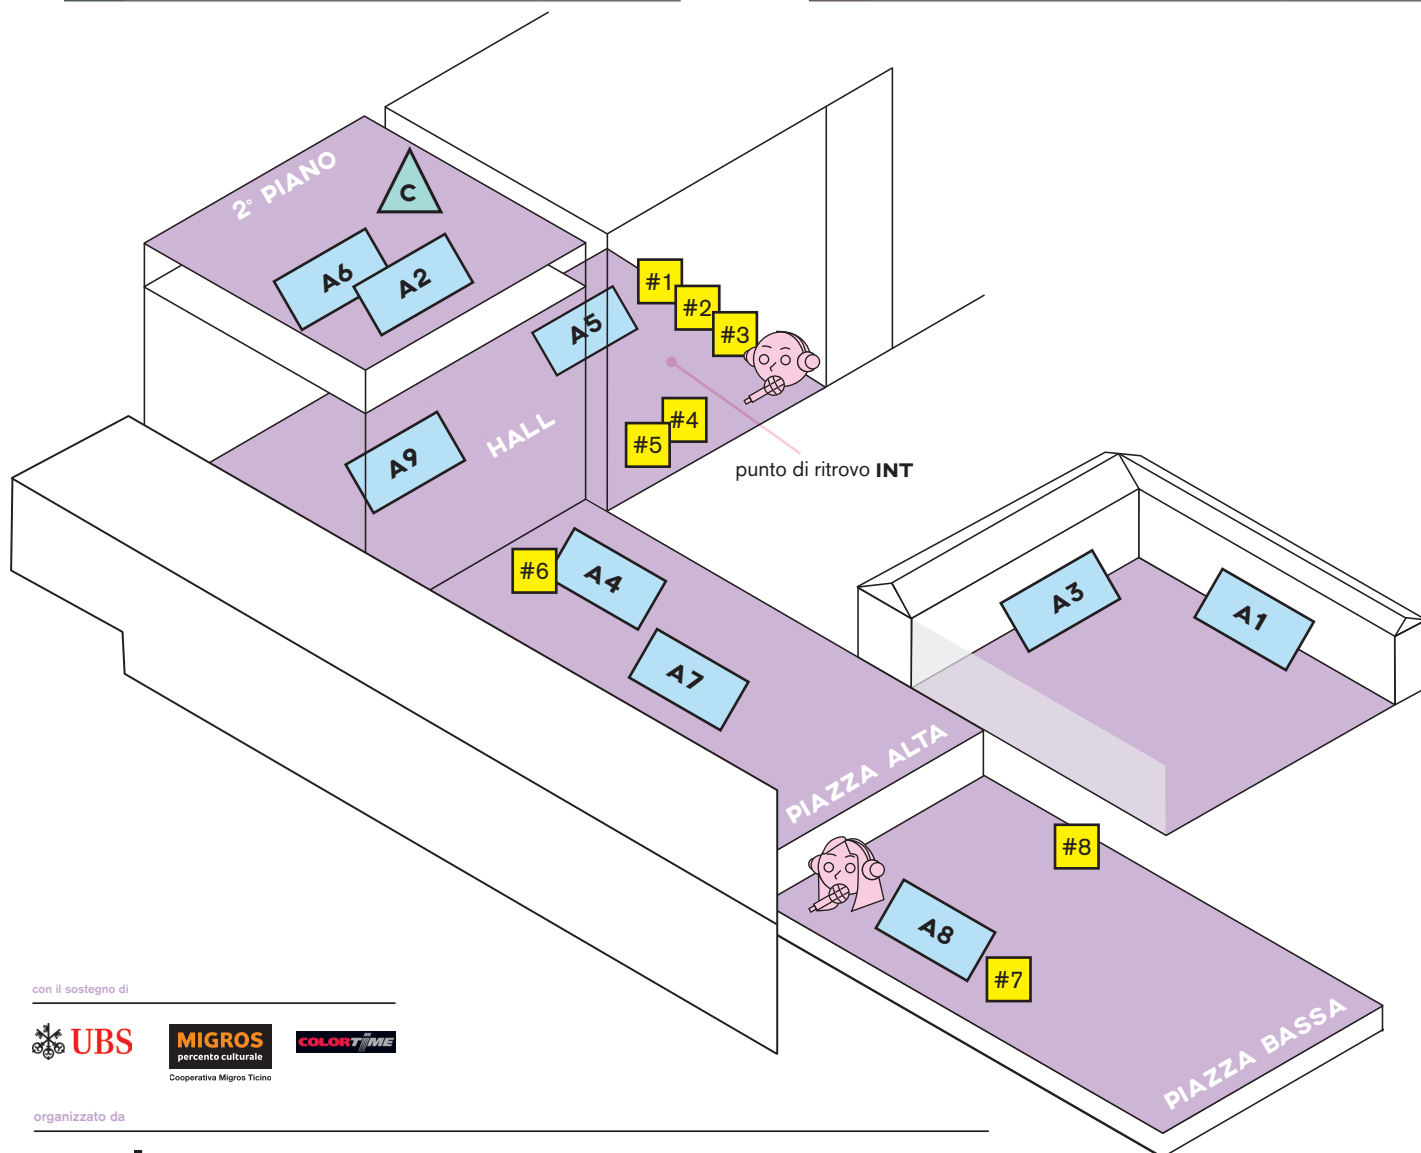 2° PIANO
C
A6
A2
A5
#1
#2
#3
#4
#5
HALL
A9
punto di ritrovo INT
#6
A4
A7
A3
A1
PIAZZA ALTA
#8
A8
#7
PIAZZA BASSA
con il sostegno di
UBS
MIGROS
percento culturale
Cooperativa Migros Ticino
COLORTIME
organizzato da